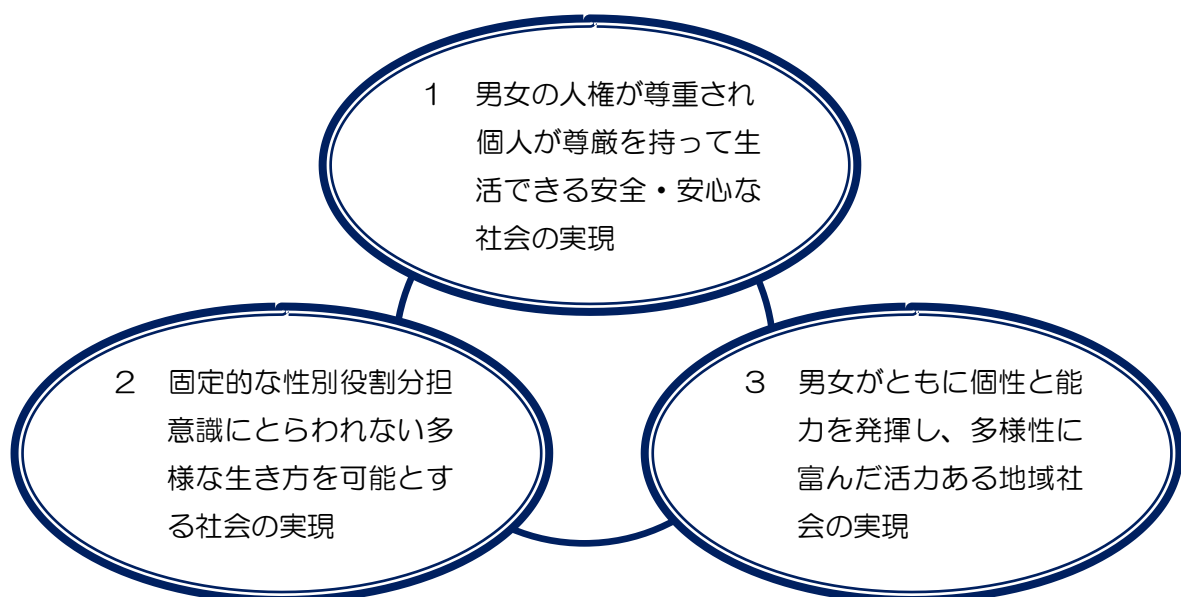 1 男女の人権が尊重され
個人が尊厳を持って生
活できる安全・安心な
社会の実現
2 固定的な性別役割分担
意識にとらわれない多
様な生き方を可能とす
る社会の実現
3 男女がともに個性と能
力を発揮し、多様性に
富んだ活力ある地域社
会の実現